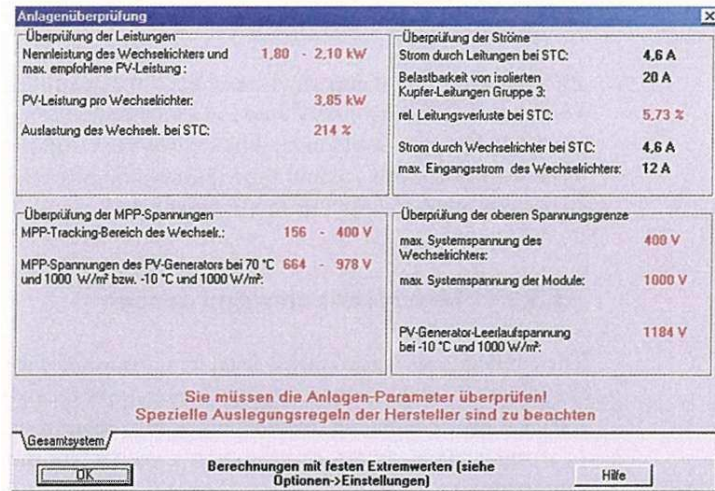 Anlagenüberprüfung
Überprüfung der Leistungen
Nennleistung des Wechselrichters und
max. empfohlene PV-Leistung : 1,80 - 2,10 kW
PV-Leistung pro Wechselrichter: 3,85 kW
Auslastung des Wechselr. bei STC: 214 %
Überprüfung der Ströme
Strom durch Leitungen bei STC: 4,6 A
Belastbarkeit von isolierten
Kupfer-Leitungen Gruppe 3: 20 A
rel. Leitungsverluste bei STC: 5,73 %
Strom durch Wechselrichter bei STC: 4,6 A
max. Eingangsstrom des Wechselrichters: 12 A
Überprüfung der MPP-Spannungen
MPP-Tracking-Bereich des Wechselr.: 156 - 400 V
MPP-Spannungen des PV-Generators bei 70 °C
und 1000 W/m² bzw. -10 °C und 1000 W/m²: 664 - 978 V
Überprüfung der oberen Spannungsgrenze
max. Systemspannung des
Wechselrichters: 400 V
max. Systemspannung der Module: 1000 V
PV-Generator-Leerlaufspannung
bei -10 °C und 1000 W/m²: 1184 V
Sie müssen die Anlagen-Parameter überprüfen!
Spezielle Auslegungsregeln der Hersteller sind zu beachten
Gesamtsystem
OK
Berechnungen mit festen Extremwerten (siehe
Optionen->Einstellungen)
Hilfe